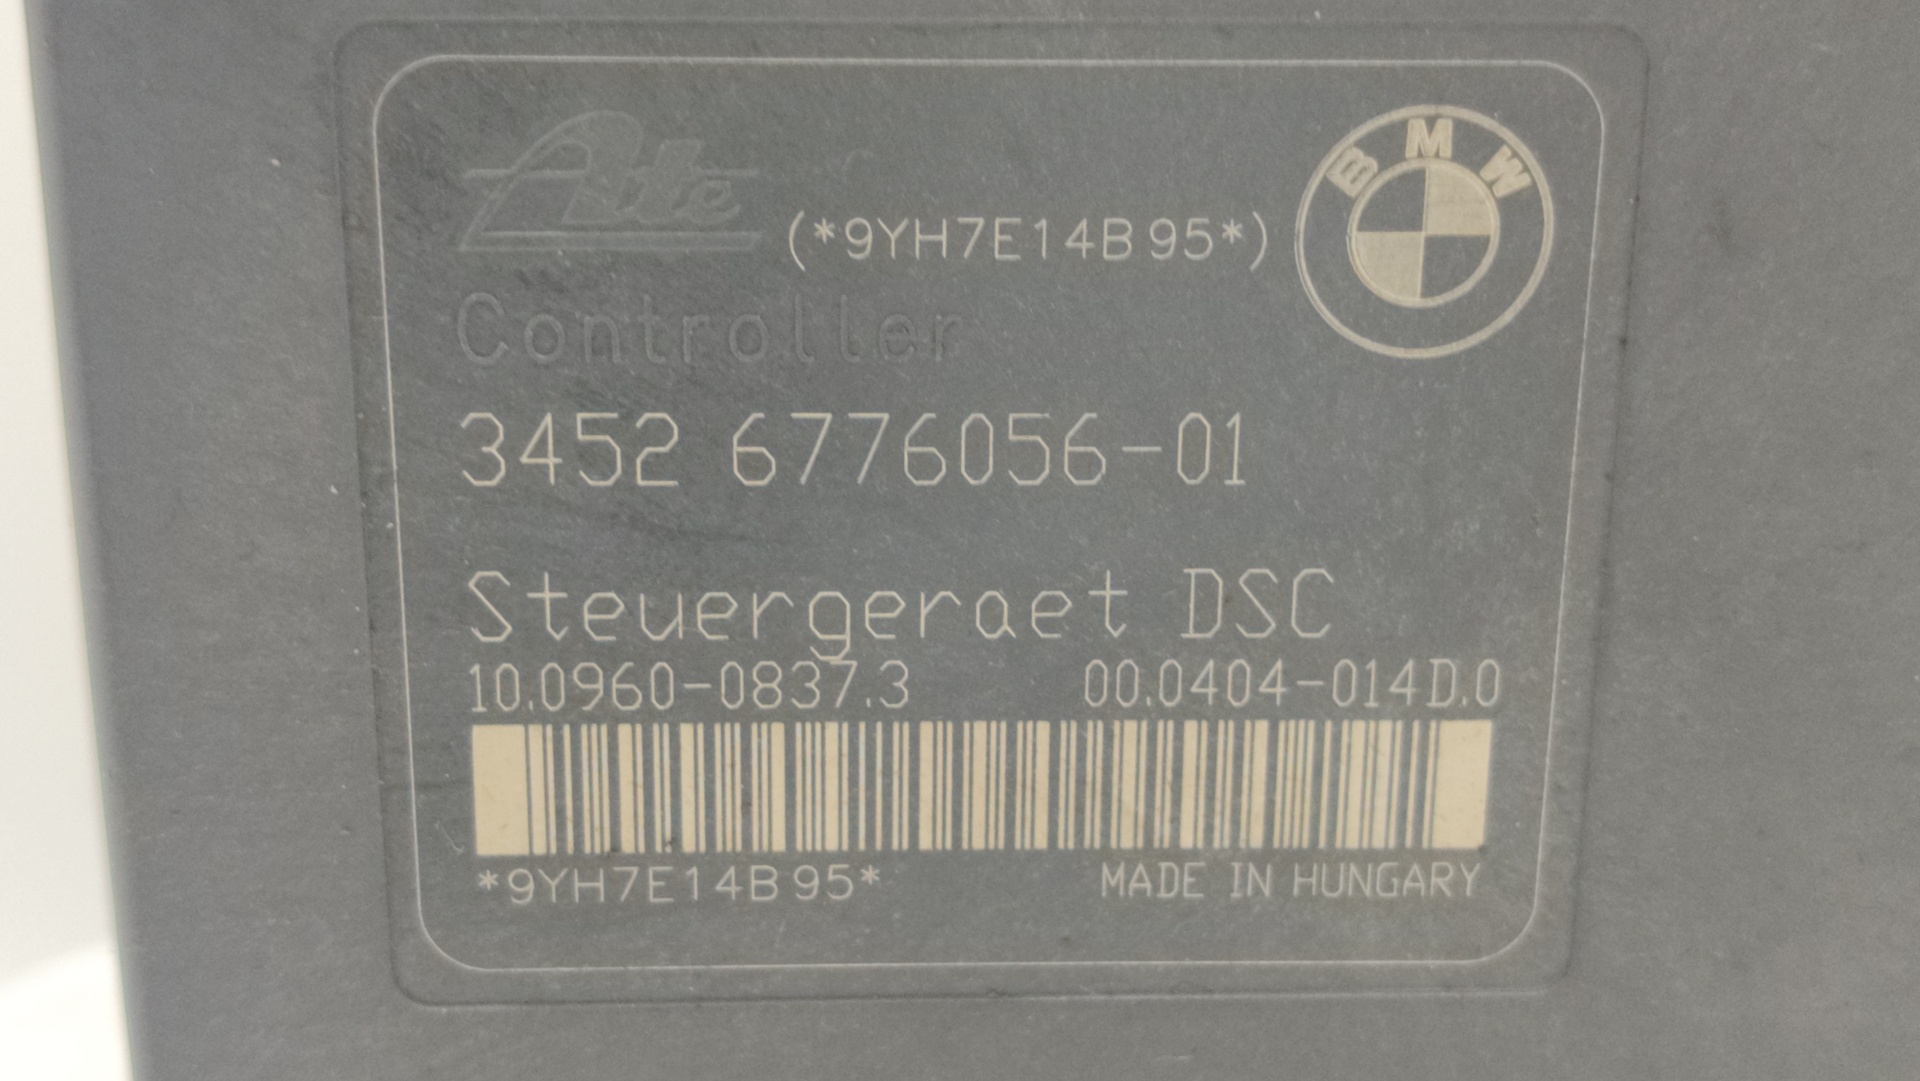 Ate
(*9YH7E14B95*)
BMW
Controller
3452 6776056-01
Steuergeraet DSC
10.0960-0837.3 00.0404-014D.0
*9YH7E14B95* MADE IN HUNGARY